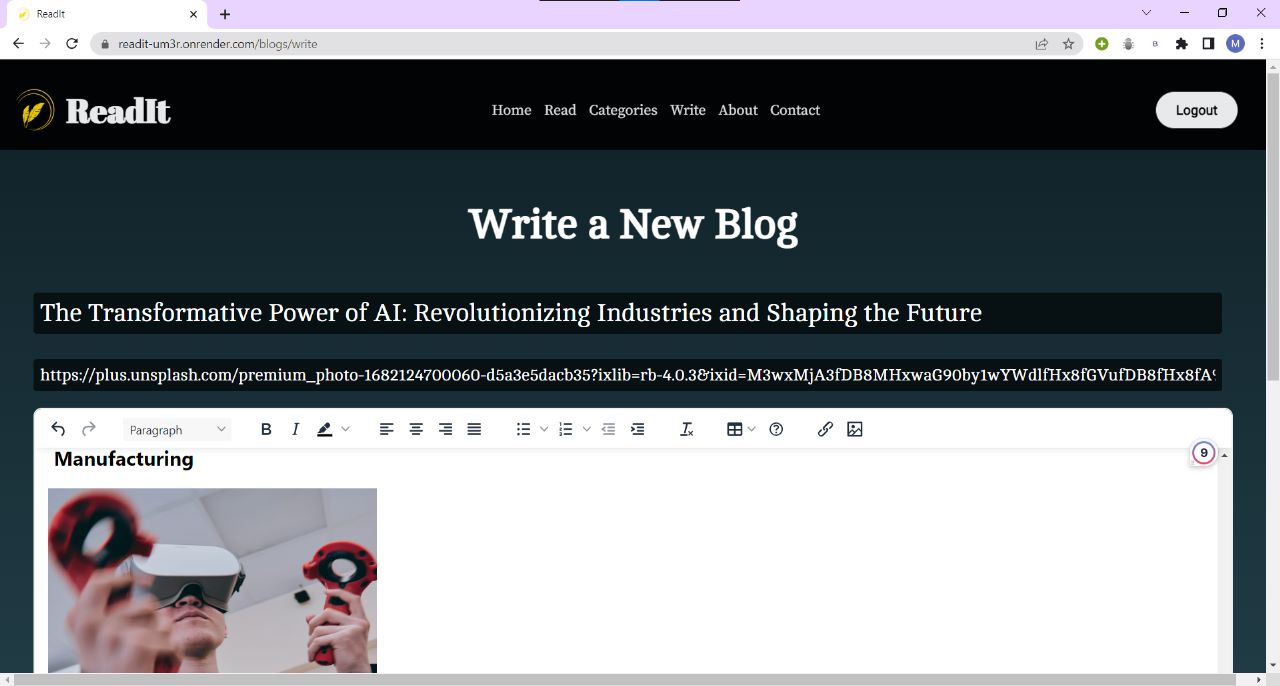 ReadIt
readit-um3r.onrender.com/blogs/write
B
M
ReadIt
Home Read Categories Write About Contact
Logout
Write a New Blog
The Transformative Power of AI: Revolutionizing Industries and Shaping the Future
https://plus.unsplash.com/premium_photo-1682124700060-d5a3e5dacb35?ixlib=rb-4.0.3&ixid=M3wxMjA3fDB8MHxwaG90by1wYWdlfHx8fGVufDB8fHx8fA
Paragraph B I
9
Manufacturing